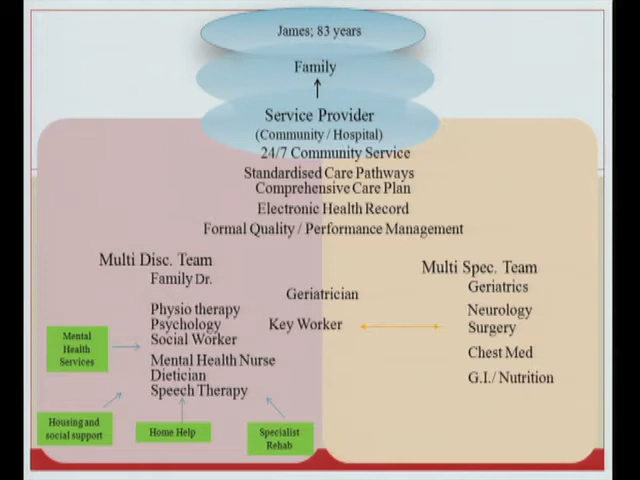 James; 83 years
Family
Service Provider
(Community / Hospital)
24/7 Community Service
Standardised Care Pathways
Comprehensive Care Plan
Electronic Health Record
Formal Quality / Performance Management
Multi Disc. Team
Family Dr.
Physio therapy
Psychology
Social Worker
Mental Health Nurse
Dietician
Speech Therapy
Geriatrician
Key Worker
Multi Spec. Team
Geriatrics
Neurology
Surgery
Chest Med
G.I./ Nutrition
Mental
Health
Services
Housing and
social support
Home Help
Specialist
Rehab